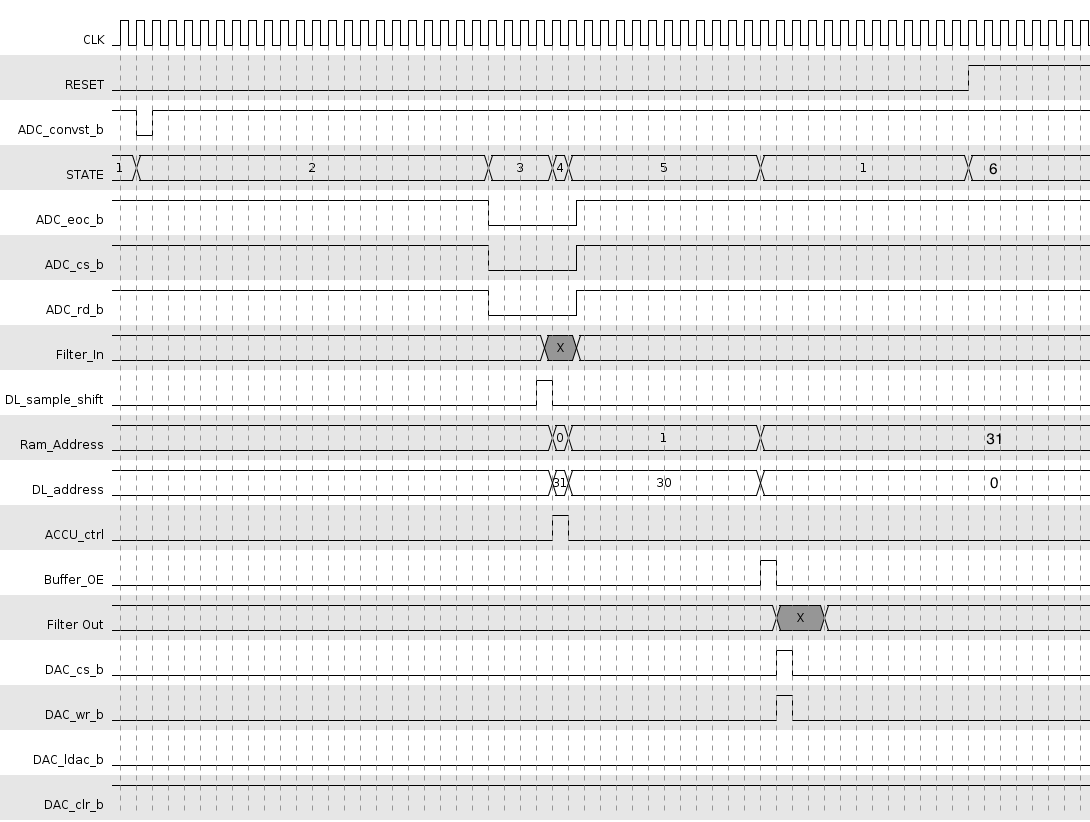 CLK
RESET
ADC_convst_b
STATE 1 2 3 4 5 1 6
ADC_eoc_b
ADC_cs_b
ADC_rd_b
Filter_In X
DL_sample_shift
Ram_Address 0 1 31
DL_address 31 30 0
ACCU_ctrl
Buffer_OE
Filter Out X
DAC_cs_b
DAC_wr_b
DAC_ldac_b
DAC_clr_b